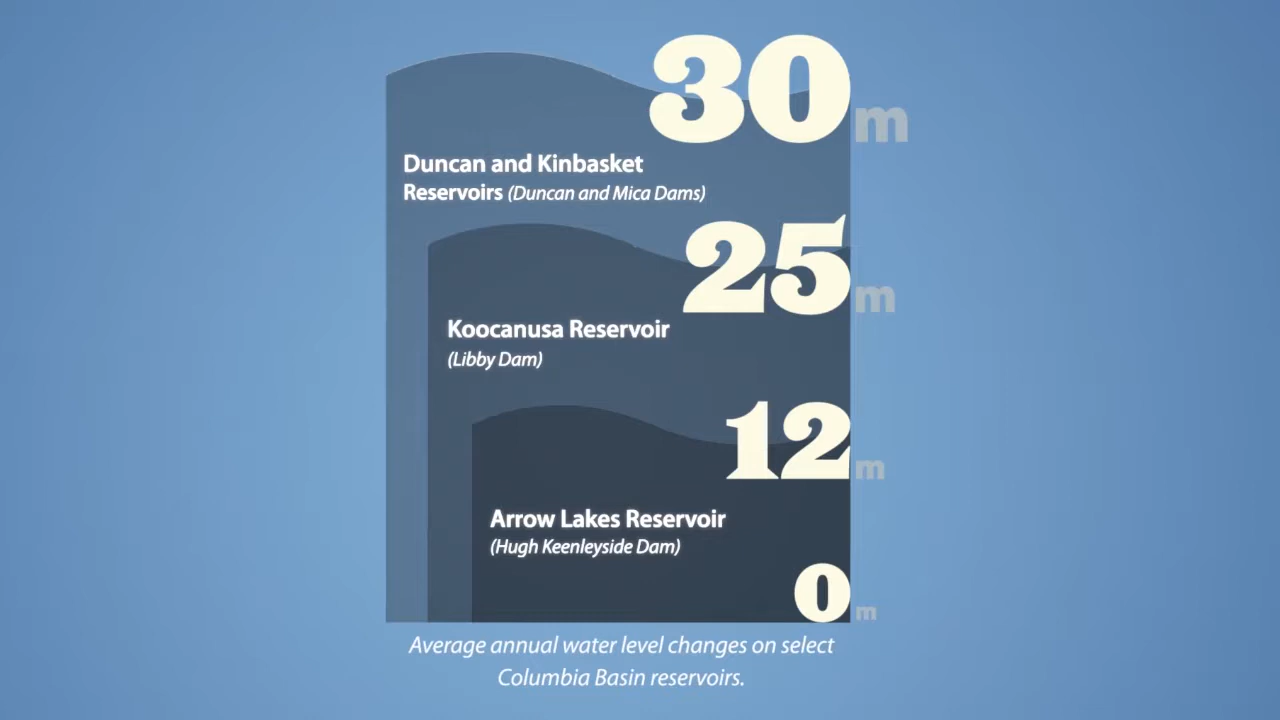 30m
Duncan and Kinbasket
Reservoirs (Duncan and Mica Dams)
25m
Koocanusa Reservoir
(Libby Dam)
12m
Arrow Lakes Reservoir
(Hugh Keenleyside Dam)
0m
Average annual water level changes on select
Columbia Basin reservoirs.